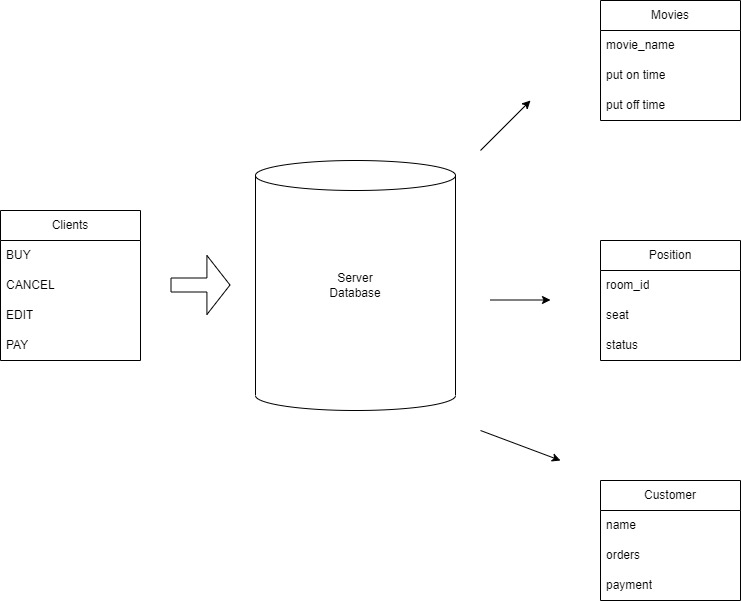 Clients
BUY
CANCEL
EDIT
PAY
Server
Database
Movies
movie_name
put on time
put off time
Position
room_id
seat
status
Customer
name
orders
payment